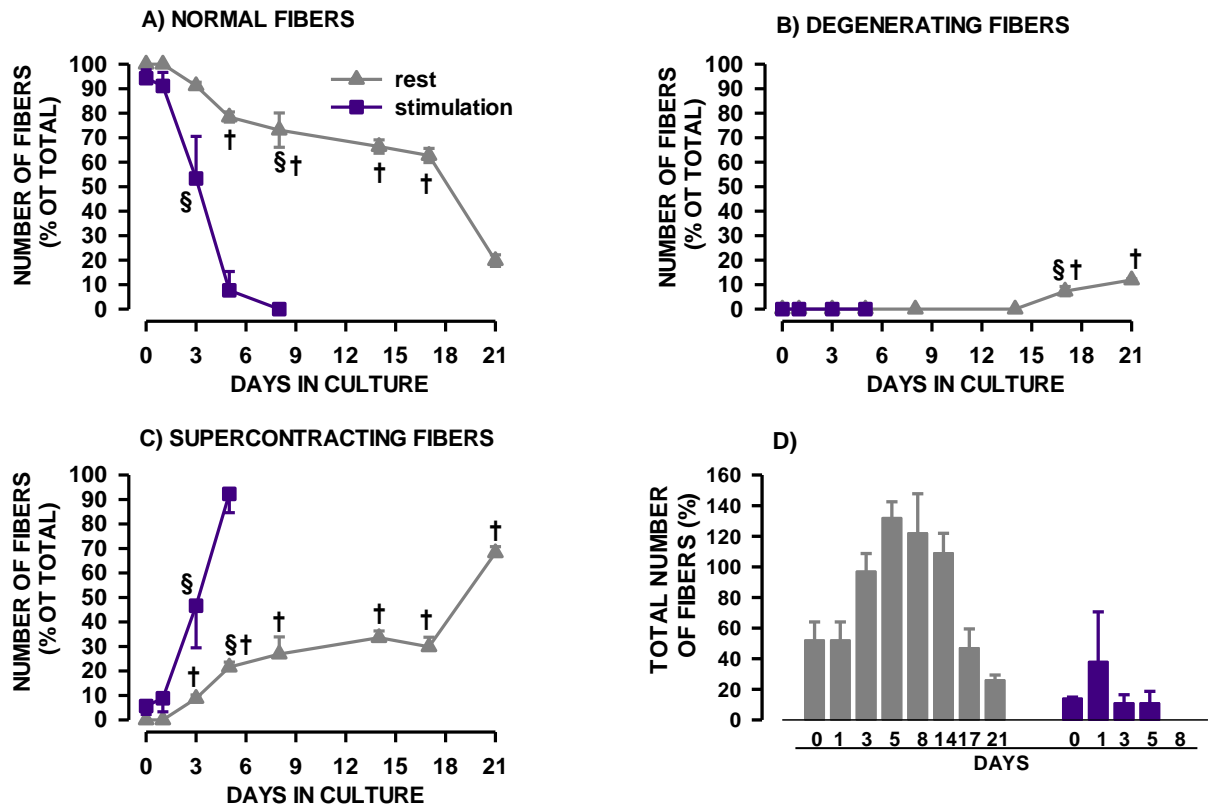 A) NORMAL FIBERS
NUMBER OF FIBERS
(% OT TOTAL)
100
90
80
70
60
50
40
30
20
10
0
rest
stimulation
†
§ †
†
†
§
0 3 6 9 12 15 18 21
DAYS IN CULTURE
B) DEGENERATING FIBERS
NUMBER OF FIBERS
(% OT TOTAL)
100
90
80
70
60
50
40
30
20
10
0
§ †
†
0 3 6 9 12 15 18 21
DAYS IN CULTURE
C) SUPERCONTRACTING FIBERS
NUMBER OF FIBERS
(% OT TOTAL)
100
90
80
70
60
50
40
30
20
10
0
§
†
§ †
†
†
†
†
0 3 6 9 12 15 18 21
DAYS IN CULTURE
D)
TOTAL NUMBER
OF FIBERS (%)
160
140
120
100
80
60
40
20
0
0 1 3 5 8 14 17 21 0 1 3 5 8
DAYS